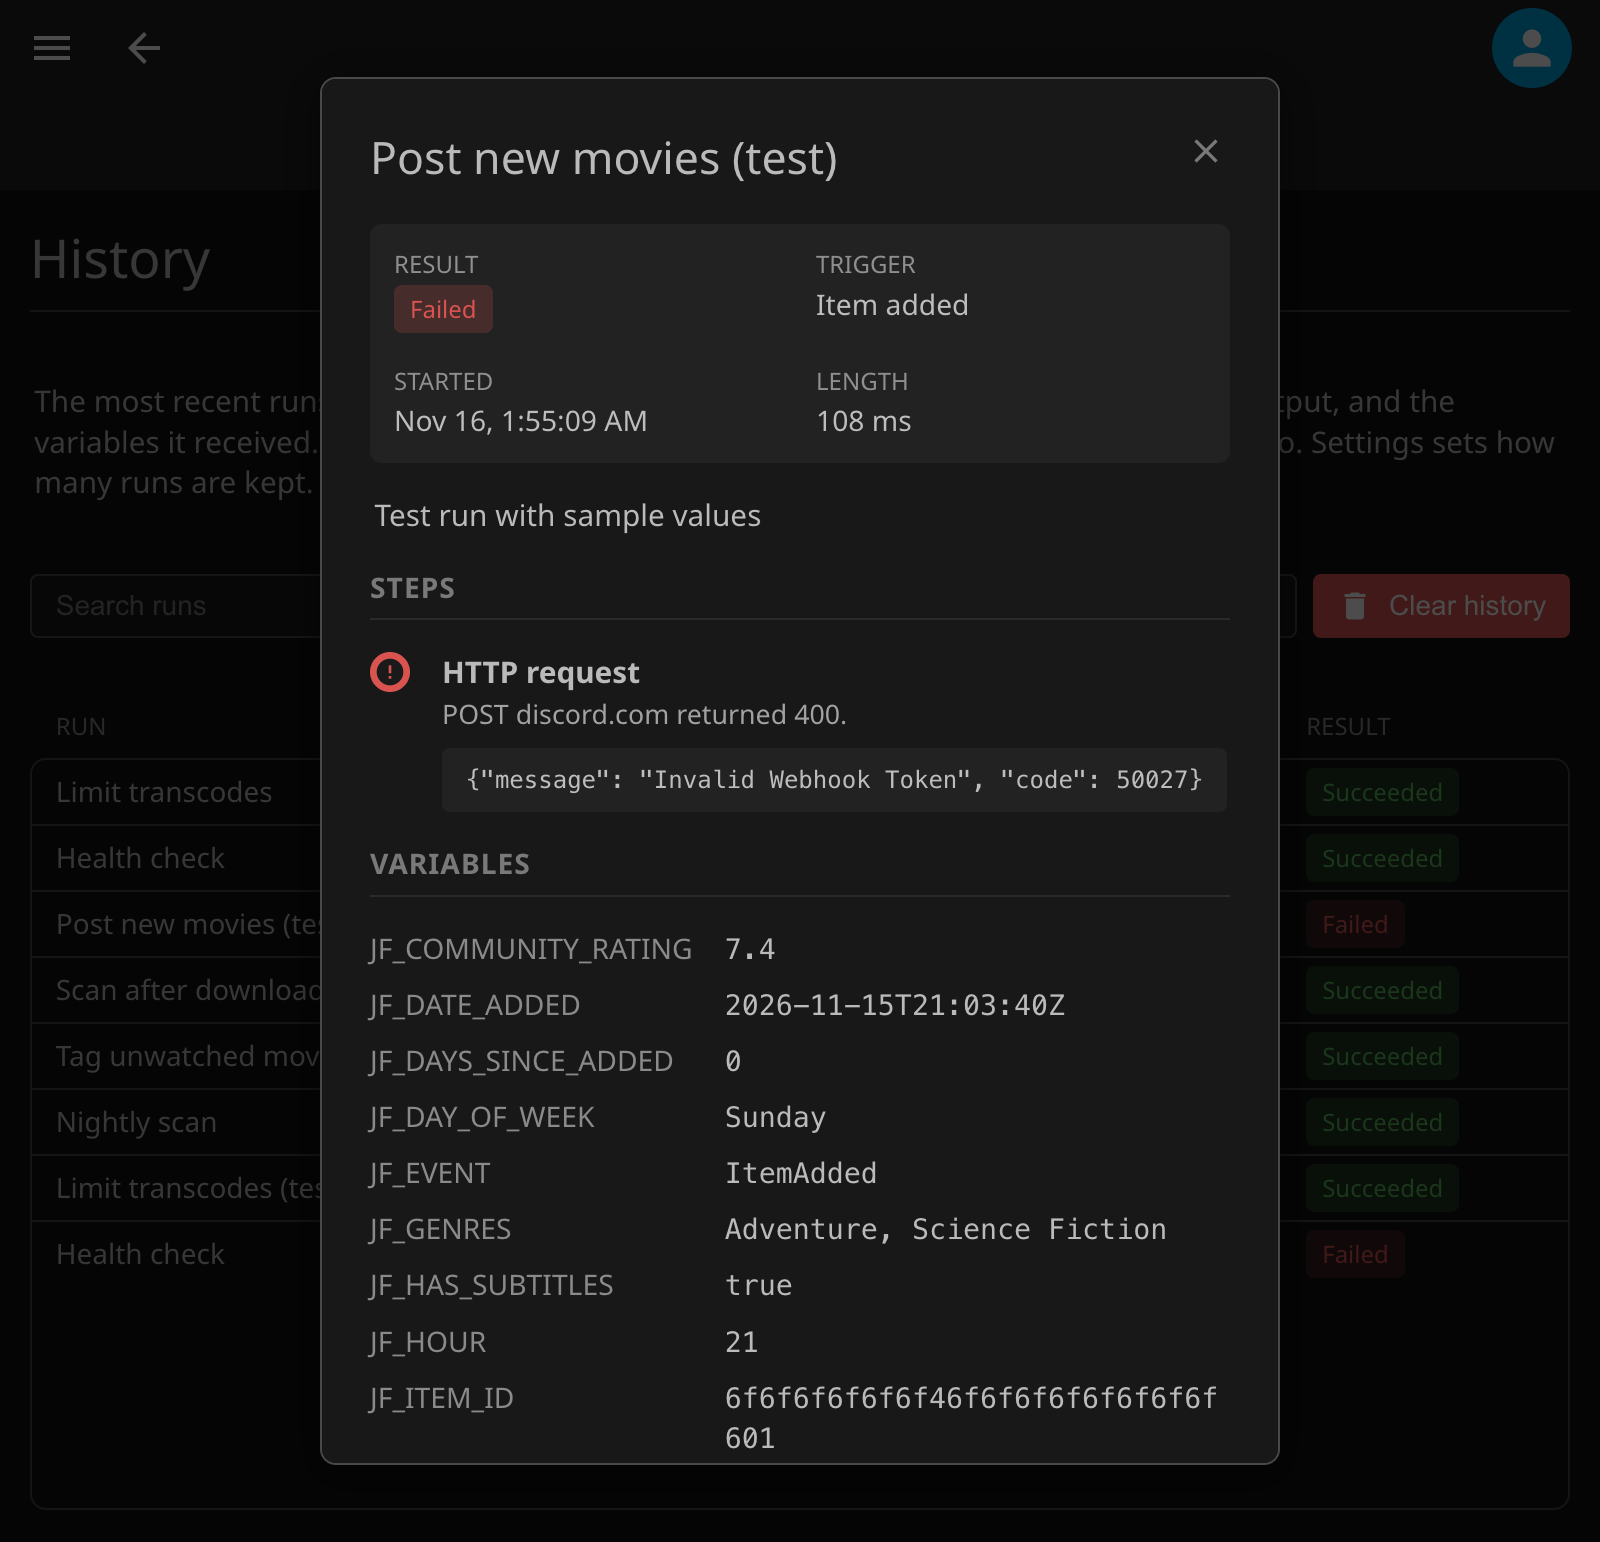 Post new movies (test)
RESULT
TRIGGER
Failed
Item added
STARTED
LENGTH
Nov 16, 1:55:09 AM
108 ms
Test run with sample values
STEPS
HTTP request
POST discord.com returned 400.
{"message": "Invalid Webhook Token", "code": 50027}
VARIABLES
JF_COMMUNITY_RATING 7.4
JF_DATE_ADDED 2026-11-15T21:03:40Z
JF_DAYS_SINCE_ADDED 0
JF_DAY_OF_WEEK Sunday
JF_EVENT ItemAdded
JF_GENRES Adventure, Science Fiction
JF_HAS_SUBTITLES true
JF_HOUR 21
JF_ITEM_ID 6f6f6f6f6f6f46f6f6f6f6f6f6f6f
601
History
The most recent
and the
variables it received.
Settings sets how
many runs are kept.
Search runs
Clear history
RUN
RESULT
Limit transcodes
Succeeded
Health check
Succeeded
Post new movies
Failed
Scan after download
Succeeded
Tag unwatched
Succeeded
Nightly scan
Succeeded
Limit transcodes
Succeeded
Health check
Failed